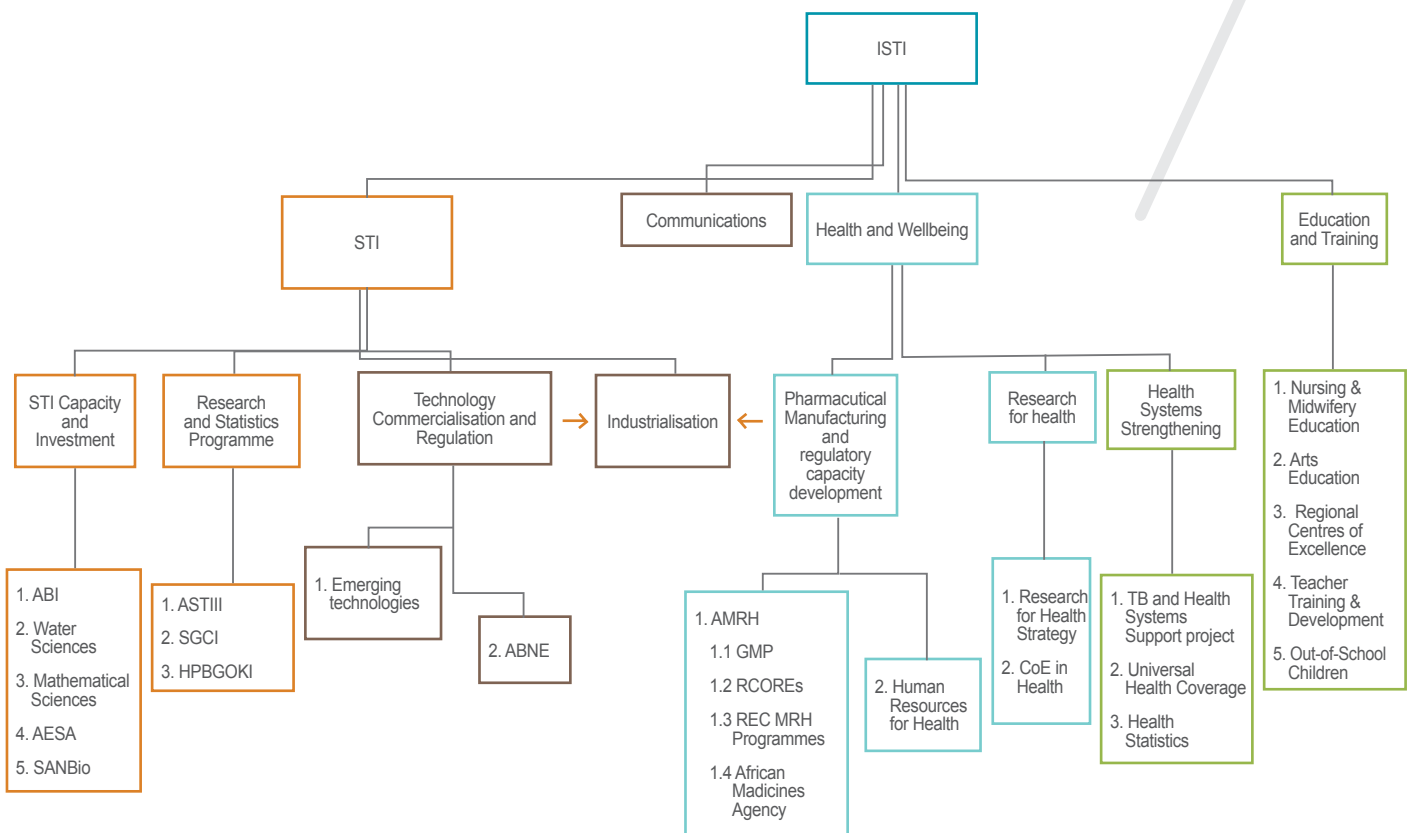 ISTI
STI
Communications
Health and Wellbeing
Education
and Training
STI Capacity
and
Investment
Research
and Statistics
Programme
Technology
Commercialisation and
Regulation
Industrialisation
Pharmacutical
Manufacturing
and
regulatory
capacity
development
Research
for health
Health
Systems
Strengthening
1. Nursing &
Midwifery
Education
2. Arts
Education
3. Regional
Centres of
Excellence
4. Teacher
Training &
Development
5. Out-of-School
Children
1. ABI
2. Water
Sciences
3. Mathematical
Sciences
4. AESA
5. SANBio
1. ASTIII
2. SGCI
3. HPBGOKI
1. Emerging
technologies
2. ABNE
1. AMRH
1.1 GMP
1.2 RCOREs
1.3 REC MRH
Programmes
1.4 African
Madicines
Agency
2. Human
Resources
for Health
1. Research
for Health
Strategy
2. CoE in
Health
1. TB and Health
Systems
Support project
2. Universal
Health Coverage
3. Health
Statistics